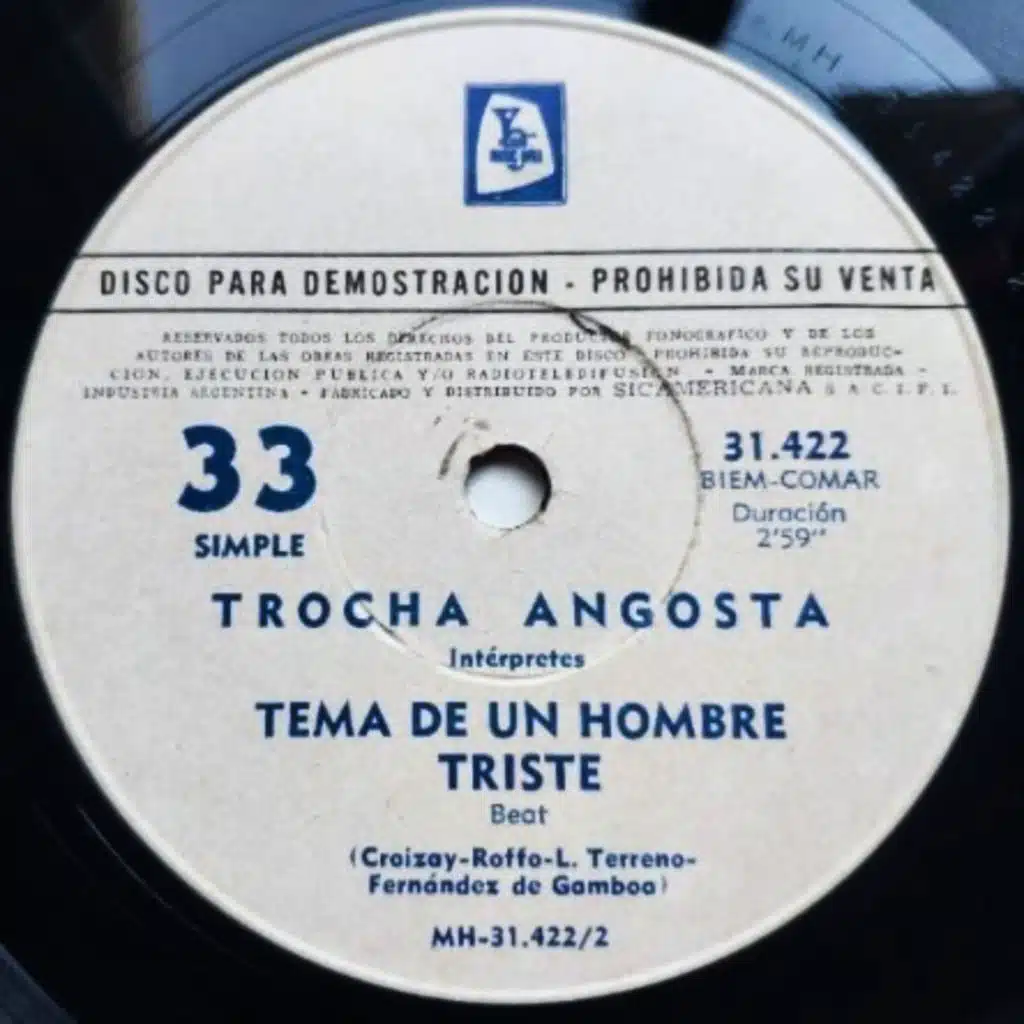 MH
DISCO PARA DEMOSTRACION - PROHIBIDA SU VENTA
RESERVADOS TODOS LOS DERECHOS DEL PRODUCTOR FONOGRAFICO Y DE LOS
AUTORES DE LAS OBRAS REGISTRADAS EN ESTE DISCO - PROHIBIDA SU REPRODUC-
CION, EJECUCION PUBLICA Y/O RADIOTELEDIFUSION - MARCA REGISTRADA -
INDUSTRIA ARGENTINA - FABRICADO Y DISTRIBUIDO POR SICAMERICANA S A C. I. F. I.
33
SIMPLE
31.422
BIEM-COMAR
Duración
2'59"
TROCHA ANGOSTA
Intérpretes
TEMA DE UN HOMBRE
TRISTE
Beat
(Croizay-Roffo-L. Terreno-
Fernández de Gamboa)
MH-31.422/2